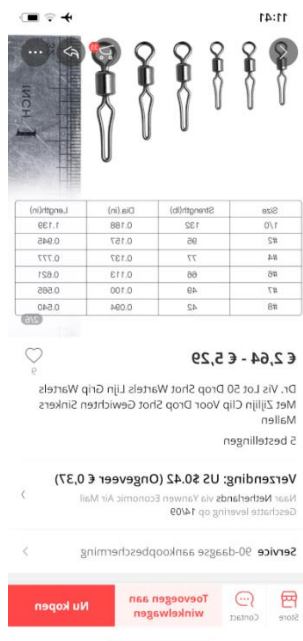 11:41
INCH 1
Size Strength(lb) Dia.(in) Length(in)
1/0 132 0.188 1.139
#2 95 0.157 0.945
#4 77 0.137 0.777
#6 66 0.113 0.621
#7 49 0.100 0.565
#8 42 0.094 0.540
2/6
€ 2,64 - € 5,29
9
Dr. Vis Lot 50 Drop Shot Wartels Lijn Grip Wartels
Met Zijlijn Clip Voor Drop Shot Gewichten Sinkers
Mallen
5 bestellingen
Verzending: US $0.42 (Ongeveer € 0,37)
Naar Netherlands via Yanwen Economic Air Mail
Geschatte levering op 14/09
Service 90-daagse aankoopbescherming
Store
Contact
Toevoegen aan
winkelwagen
Nu kopen